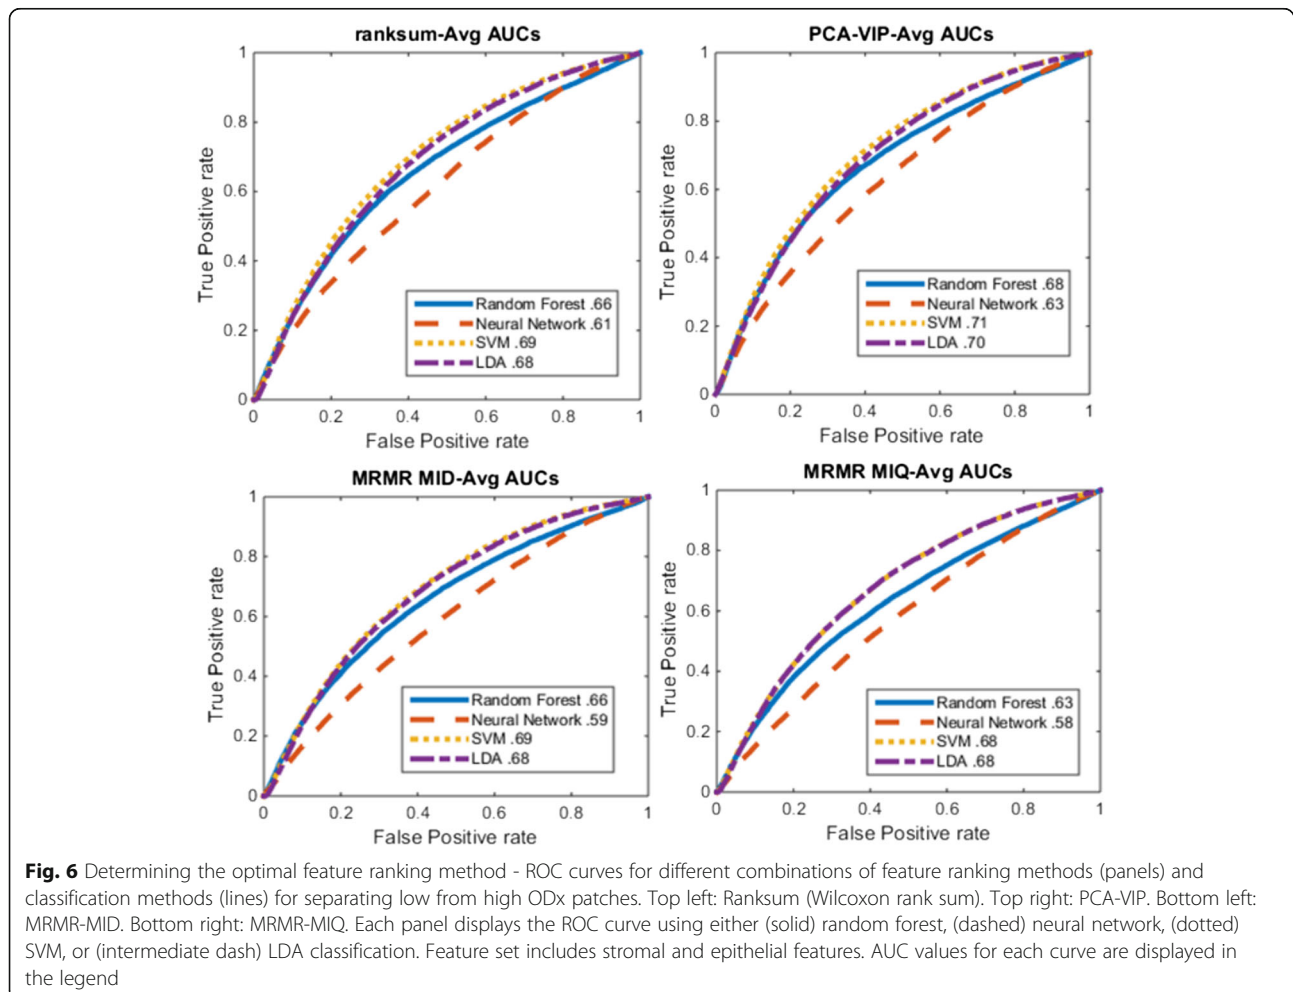 ranksum-Avg AUCs
1
0.8
0.6
0.4
0.2
0
True Positive rate
Random Forest .66
Neural Network .61
SVM .69
LDA .68
0 0.2 0.4 0.6 0.8 1
False Positive rate
PCA-VIP-Avg AUCs
1
0.8
0.6
0.4
0.2
0
True Positive rate
Random Forest .68
Neural Network .63
SVM .71
LDA .70
0 0.2 0.4 0.6 0.8 1
False Positive rate
MRMR MID-Avg AUCs
1
0.8
0.6
0.4
0.2
0
True Positive rate
Random Forest .66
Neural Network .59
SVM .69
LDA .68
0 0.2 0.4 0.6 0.8 1
False Positive rate
MRMR MIQ-Avg AUCs
1
0.8
0.6
0.4
0.2
0
True Positive rate
Random Forest .63
Neural Network .58
SVM .68
LDA .68
0 0.2 0.4 0.6 0.8 1
False Positive rate
Fig. 6 Determining the optimal feature ranking method - ROC curves for different combinations of feature ranking methods (panels) and
classification methods (lines) for separating low from high ODx patches. Top left: Ranksum (Wilcoxon rank sum). Top right: PCA-VIP. Bottom left:
MRMR-MID. Bottom right: MRMR-MIQ. Each panel displays the ROC curve using either (solid) random forest, (dashed) neural network, (dotted)
SVM, or (intermediate dash) LDA classification. Feature set includes stromal and epithelial features. AUC values for each curve are displayed in
the legend